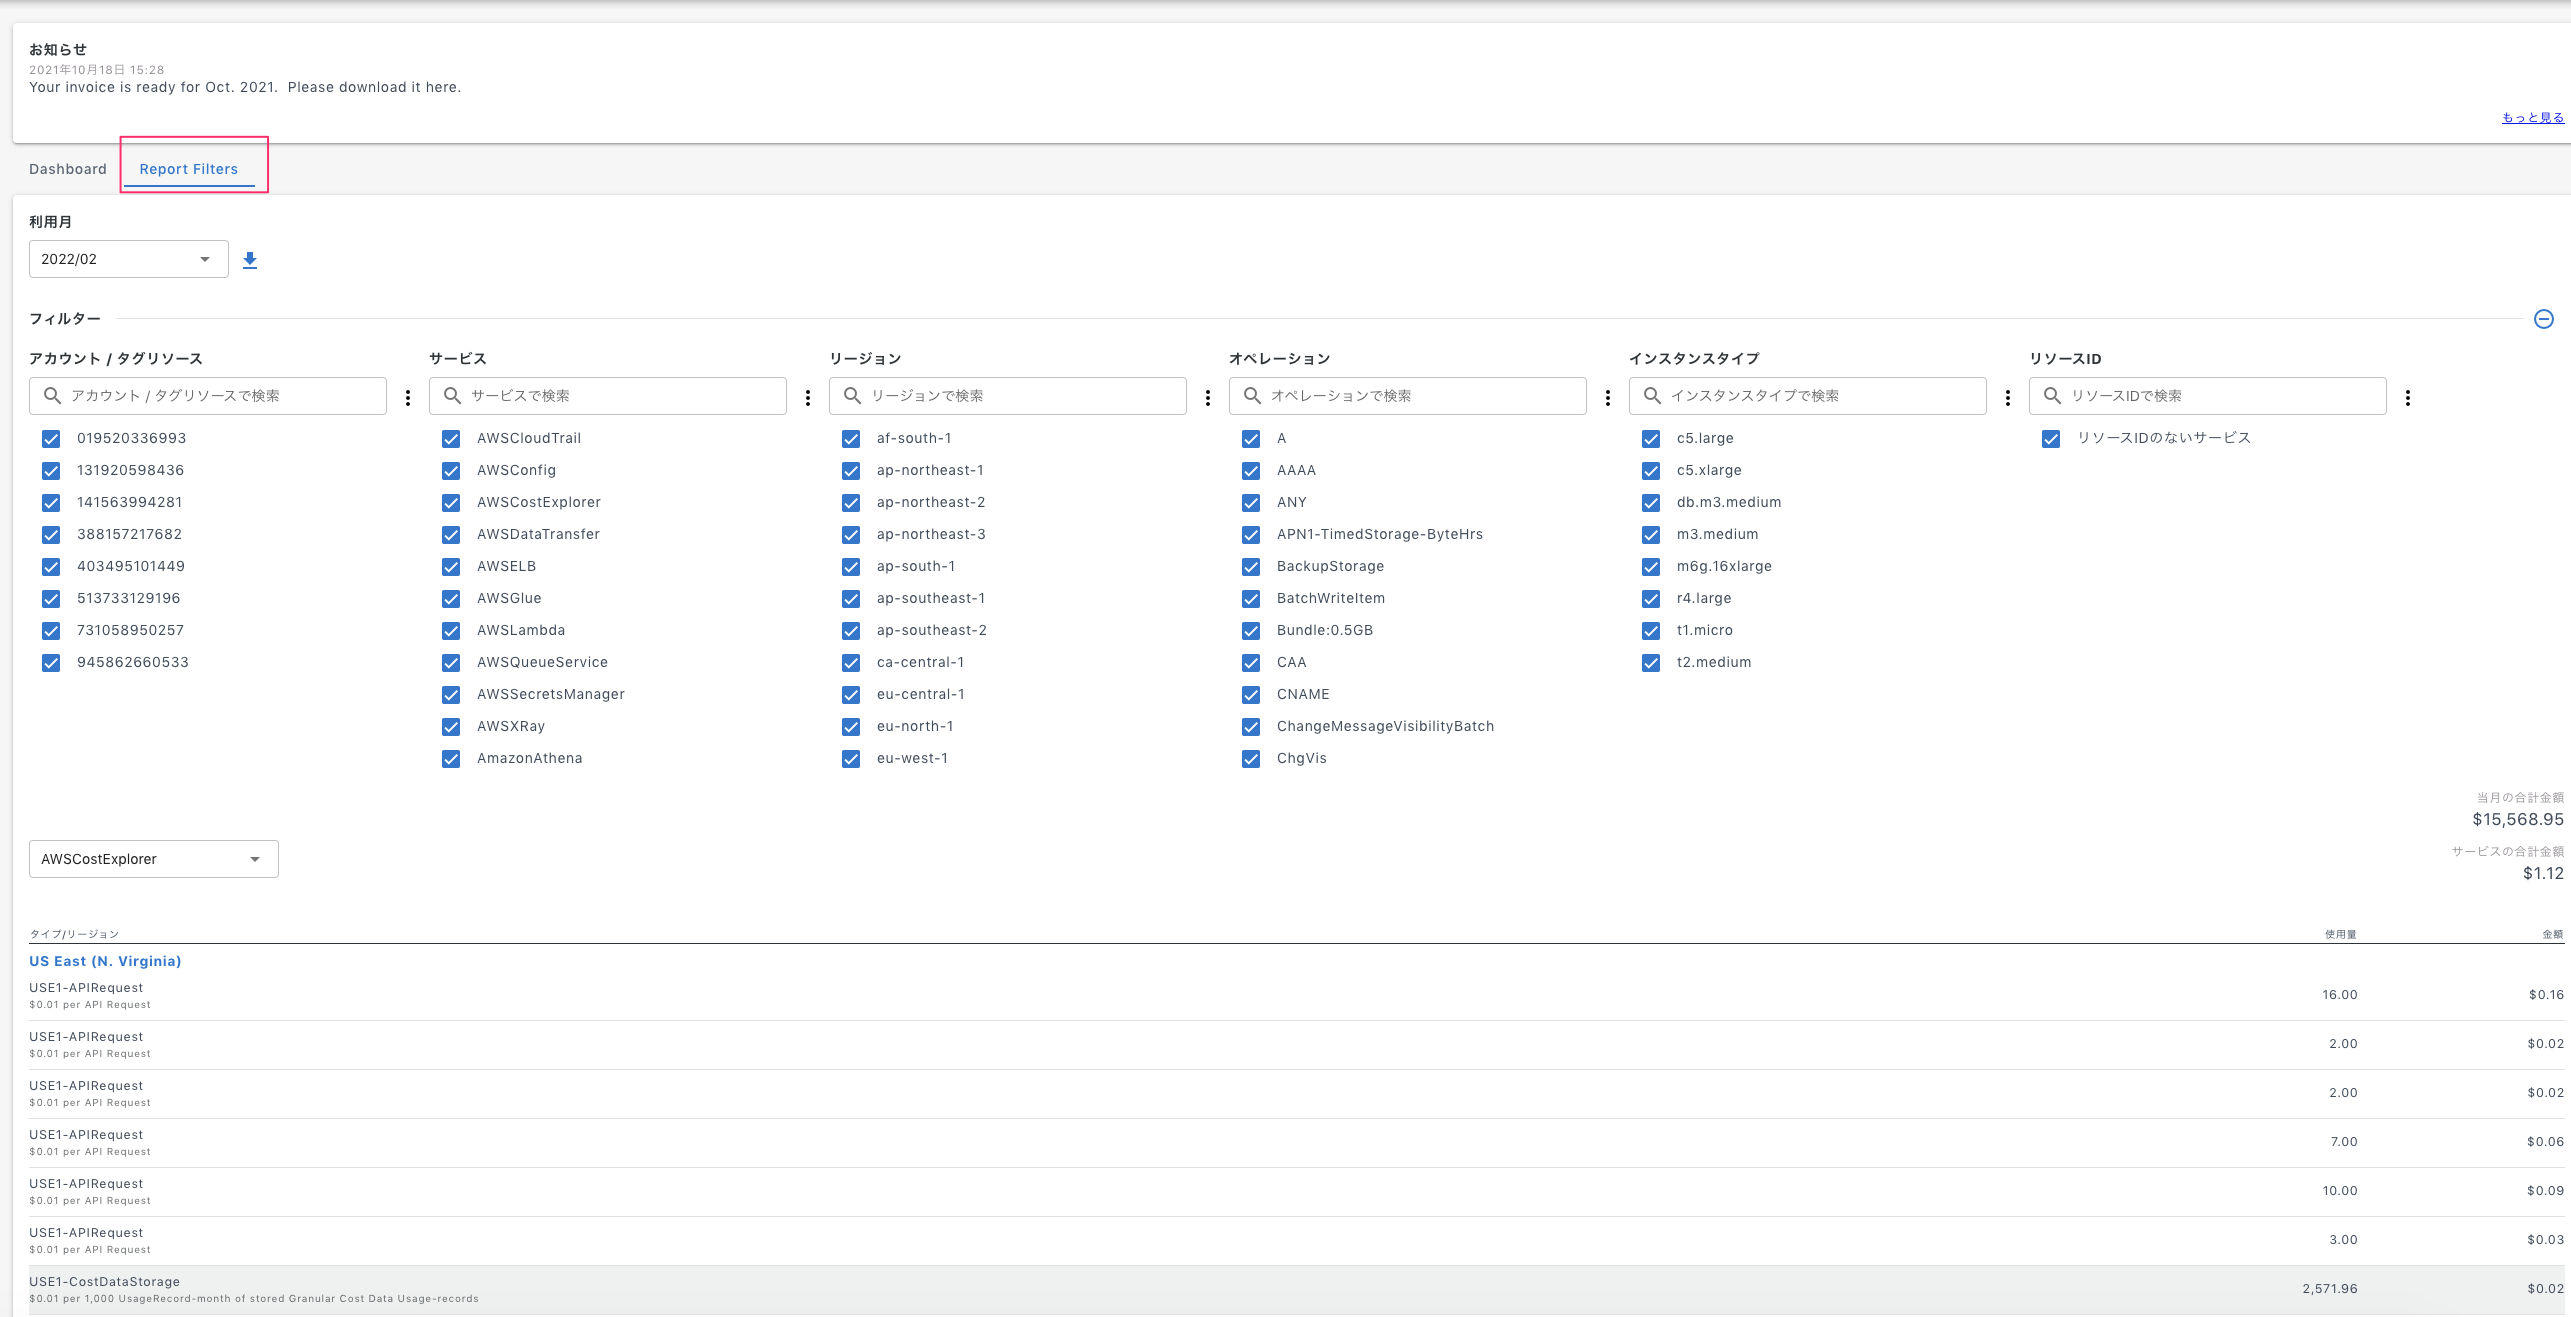 お知らせ
2021年10月18日 15:28
Your invoice is ready for Oct. 2021.  Please download it here.
もっと見る
Dashboard
Report Filters
利用月
2022/02
フィルター
アカウント / タグリソース
アカウント / タグリソースで検索
019520336993
131920598436
141563994281
388157217682
403495101449
513733129196
731058950257
945862660533
サービス
サービスで検索
AWSCloudTrail
AWSConfig
AWSCostExplorer
AWSDataTransfer
AWSELB
AWSGlue
AWSLambda
AWSQueueService
AWSSecretsManager
AWSXRay
AmazonAthena
リージョン
リージョンで検索
af-south-1
ap-northeast-1
ap-northeast-2
ap-northeast-3
ap-south-1
ap-southeast-1
ap-southeast-2
ca-central-1
eu-central-1
eu-north-1
eu-west-1
オペレーション
オペレーションで検索
A
AAAA
ANY
APN1-TimedStorage-ByteHrs
BackupStorage
BatchWriteItem
Bundle:0.5GB
CAA
CNAME
ChangeMessageVisibilityBatch
ChgVis
インスタンスタイプ
インスタンスタイプで検索
c5.large
c5.xlarge
db.m3.medium
m3.medium
m6g.16xlarge
r4.large
t1.micro
t2.medium
リソースID
リソースIDで検索
リソースIDのないサービス
当月の合計金額
$15,568.95
AWSCostExplorer
サービスの合計金額
$1.12
タイプ/リージョン 使用量 金額
US East (N. Virginia)
USE1-APIRequest
$0.01 per API Request
16.00 $0.16
USE1-APIRequest
$0.01 per API Request
2.00 $0.02
USE1-APIRequest
$0.01 per API Request
2.00 $0.02
USE1-APIRequest
$0.01 per API Request
7.00 $0.06
USE1-APIRequest
$0.01 per API Request
10.00 $0.09
USE1-APIRequest
$0.01 per API Request
3.00 $0.03
USE1-CostDataStorage
$0.01 per 1,000 UsageRecord-month of stored Granular Cost Data Usage-records
2,571.96 $0.02